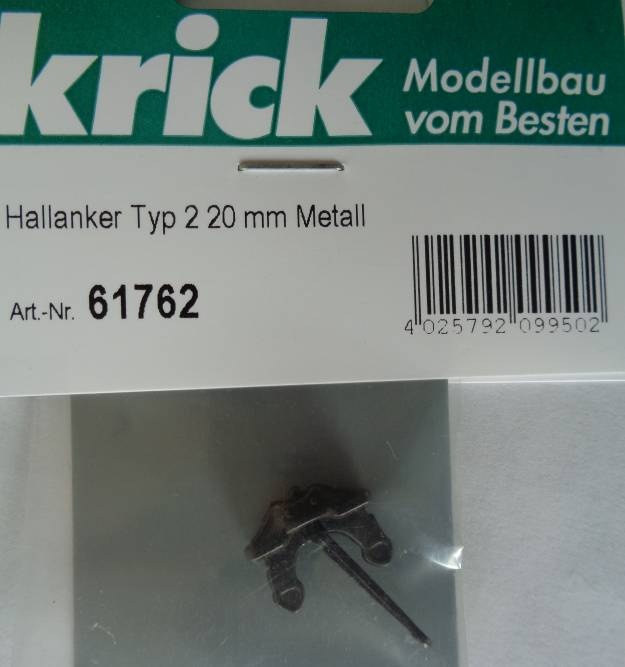 krick
Modellbau
vom Besten
Hallanker Typ 2 20 mm Metall
Art.-Nr. 61762
4 025792 099502